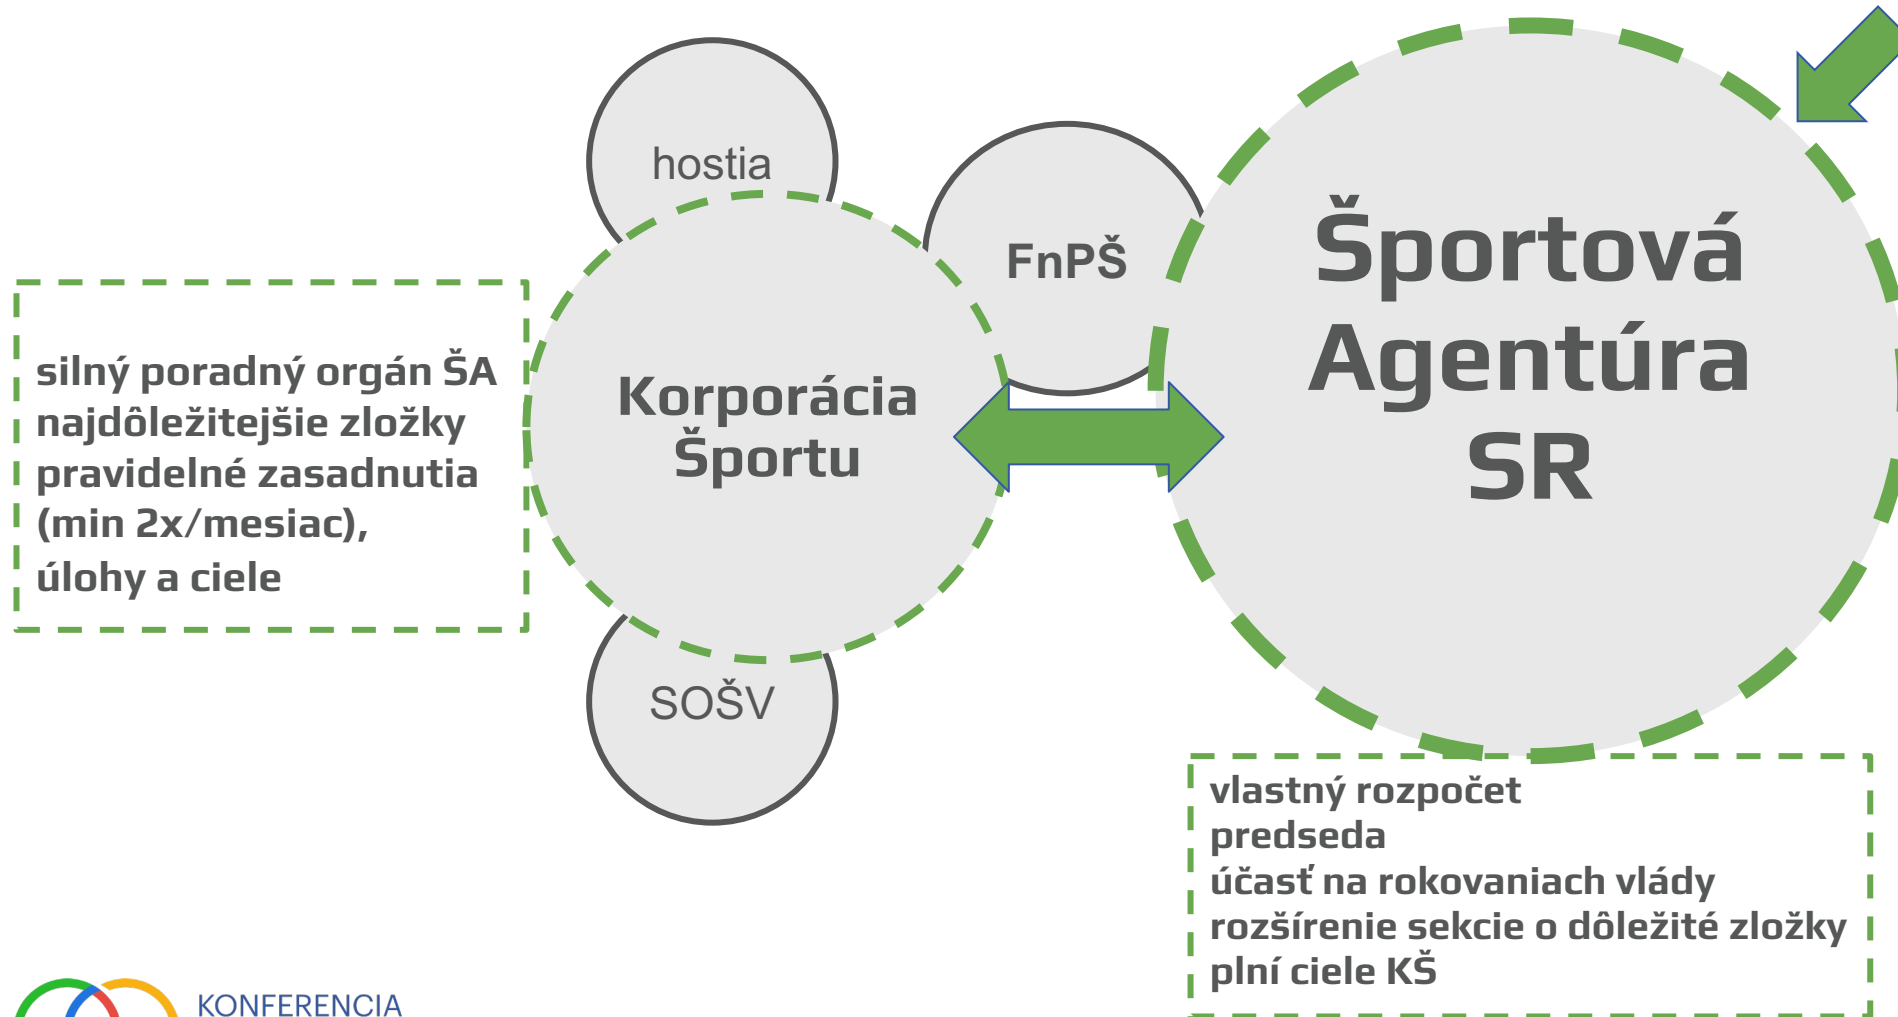 hostia
FnPŠ
Športová
Agentúra
SR
silný poradný orgán ŠA
najdôležitejšie zložky
pravidelné zasadnutia
(min 2x/mesiac),
úlohy a ciele
Korporácia
Športu
SOŠV
vlastný rozpočet
predseda
účasť na rokovaniach vlády
rozšírenie sekcie o dôležité zložky
plní ciele KŠ
KONFERENCIA